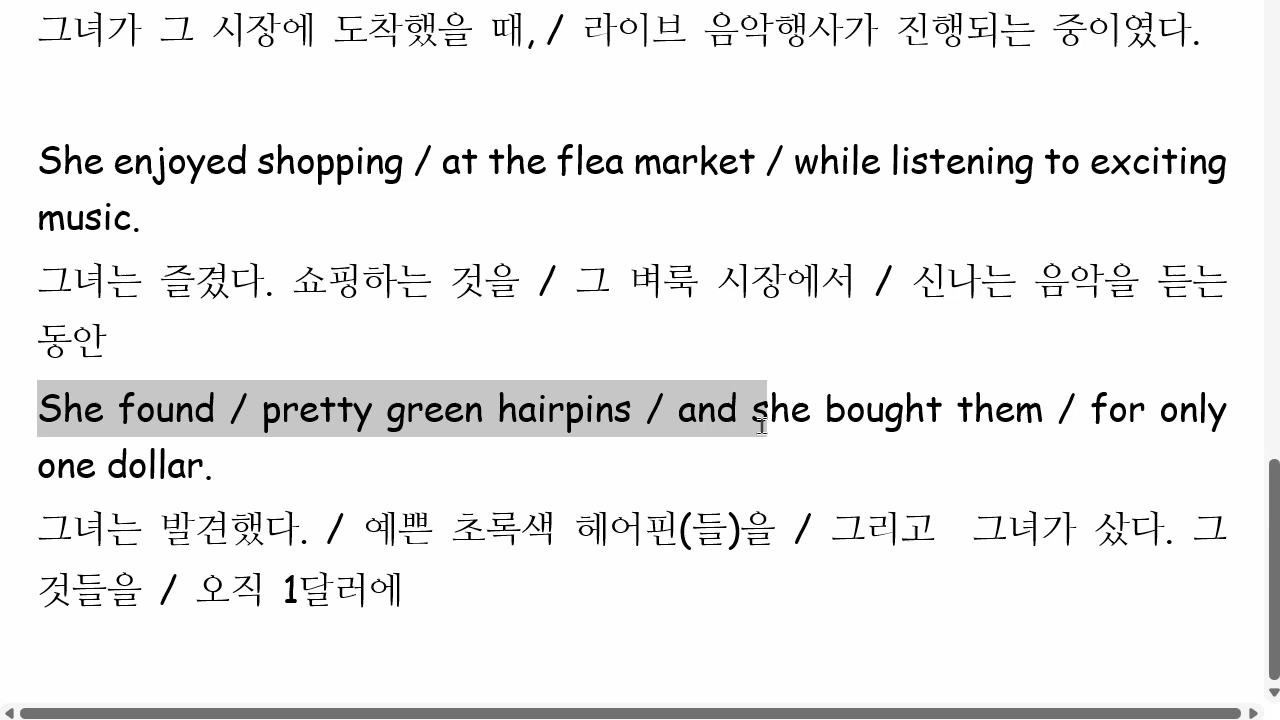 그녀가 그 시장에 도착했을 때, / 라이브 음악행사가 진행되는 중이였다.
She enjoyed shopping / at the flea market / while listening to exciting
music.
그녀는 즐겼다. 쇼핑하는 것을 / 그 벼룩 시장에서 / 신나는 음악을 듣는
동안
She found / pretty green hairpins / and she bought them / for only
one dollar.
그녀는 발견했다. / 예쁜 초록색 헤어핀(들)을 / 그리고 그녀가 샀다. 그
것들을 / 오직 1달러에